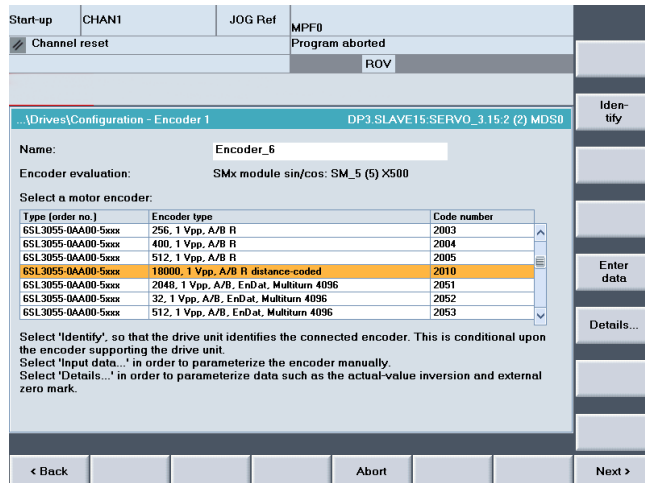 Start-up CHAN1 JOG Ref MPF0
Channel reset Program aborted
ROV
...\Drives\Configuration - Encoder 1 DP3.SLAVE15:SERVO_3.15:2 (2) MDS0
Iden-
tify
Name: Encoder_6
Encoder evaluation: SMx module sin/cos: SM_5 (5) X500
Select a motor encoder:
Type (order no.) Encoder type Code number
6SL3055-0AA00-5xxx 256, 1 Vpp, A/B R 2003
6SL3055-0AA00-5xxx 400, 1 Vpp, A/B R 2004
6SL3055-0AA00-5xxx 512, 1 Vpp, A/B R 2005
6SL3055-0AA00-5xxx 18000, 1 Vpp, A/B R distance-coded 2010
6SL3055-0AA00-5xxx 2048, 1 Vpp, A/B, EnDat, Multiturn 4096 2051
6SL3055-0AA00-5xxx 32, 1 Vpp, A/B, EnDat, Multiturn 4096 2052
6SL3055-0AA00-5xxx 512, 1 Vpp, A/B, EnDat, Multiturn 4096 2053
Enter
data
Details...
Select 'Identify', so that the drive unit identifies the connected encoder. This is conditional upon
the encoder supporting the drive unit.
Select 'Input data...' in order to parameterize the encoder manually.
Select 'Details...' in order to parameterize data such as the actual-value inversion and external
zero mark.
< Back Abort Next >